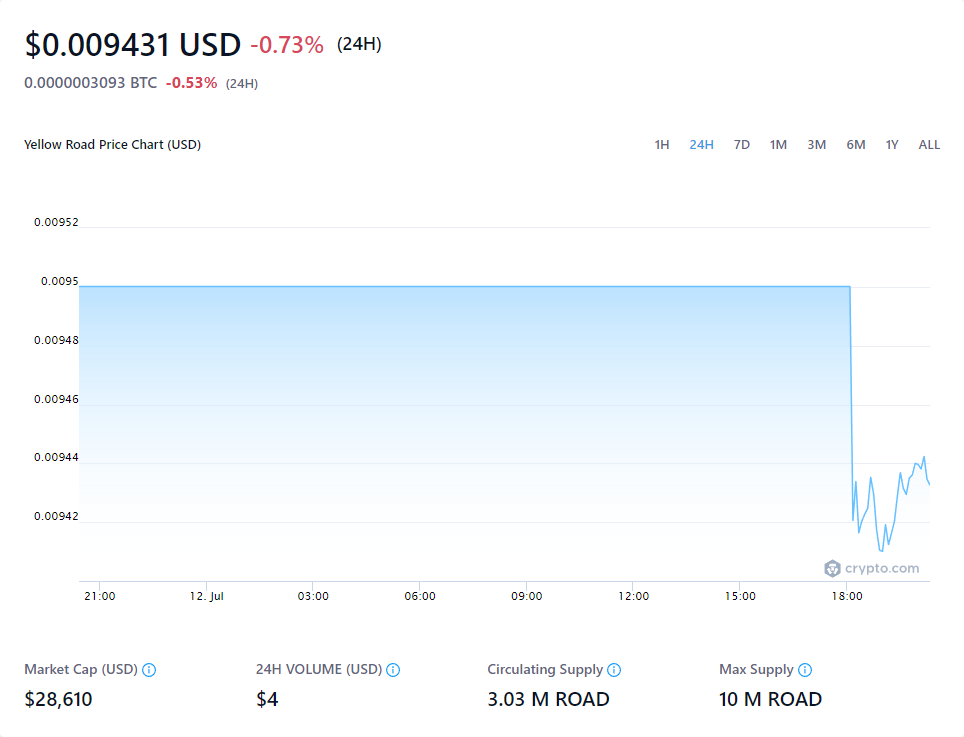 $0.009431 USD -0.73% (24H)
0.0000003093 BTC -0.53% (24H)
Yellow Road Price Chart (USD) 1H 24H 7D 1M 3M 6M 1Y ALL
0.00952
0.0095
0.00948
0.00946
0.00944
0.00942
crypto.com
21:00 12. Jul 03:00 06:00 09:00 12:00 15:00 18:00
Market Cap (USD) 24H VOLUME (USD) Circulating Supply Max Supply
$28,610 $4 3.03 M ROAD 10 M ROAD